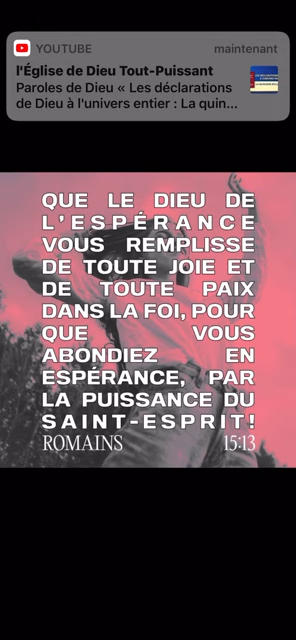 YOUTUBE
maintenant
l'Église de Dieu Tout-Puissant
Paroles de Dieu « Les déclarations
de Dieu à l'univers entier : La quin...
QUE LE DIEU DE
L'ESPÉRANCE
VOUS REMPLISSE
DE TOUTE JOIE ET
DE TOUTE PAIX
DANS LA FOI, POUR
QUE VOUS
ABONDIEZ EN
ESPÉRANCE, PAR
LA PUISSANCE DU
SAINT-ESPRIT!
ROMAINS 15:13